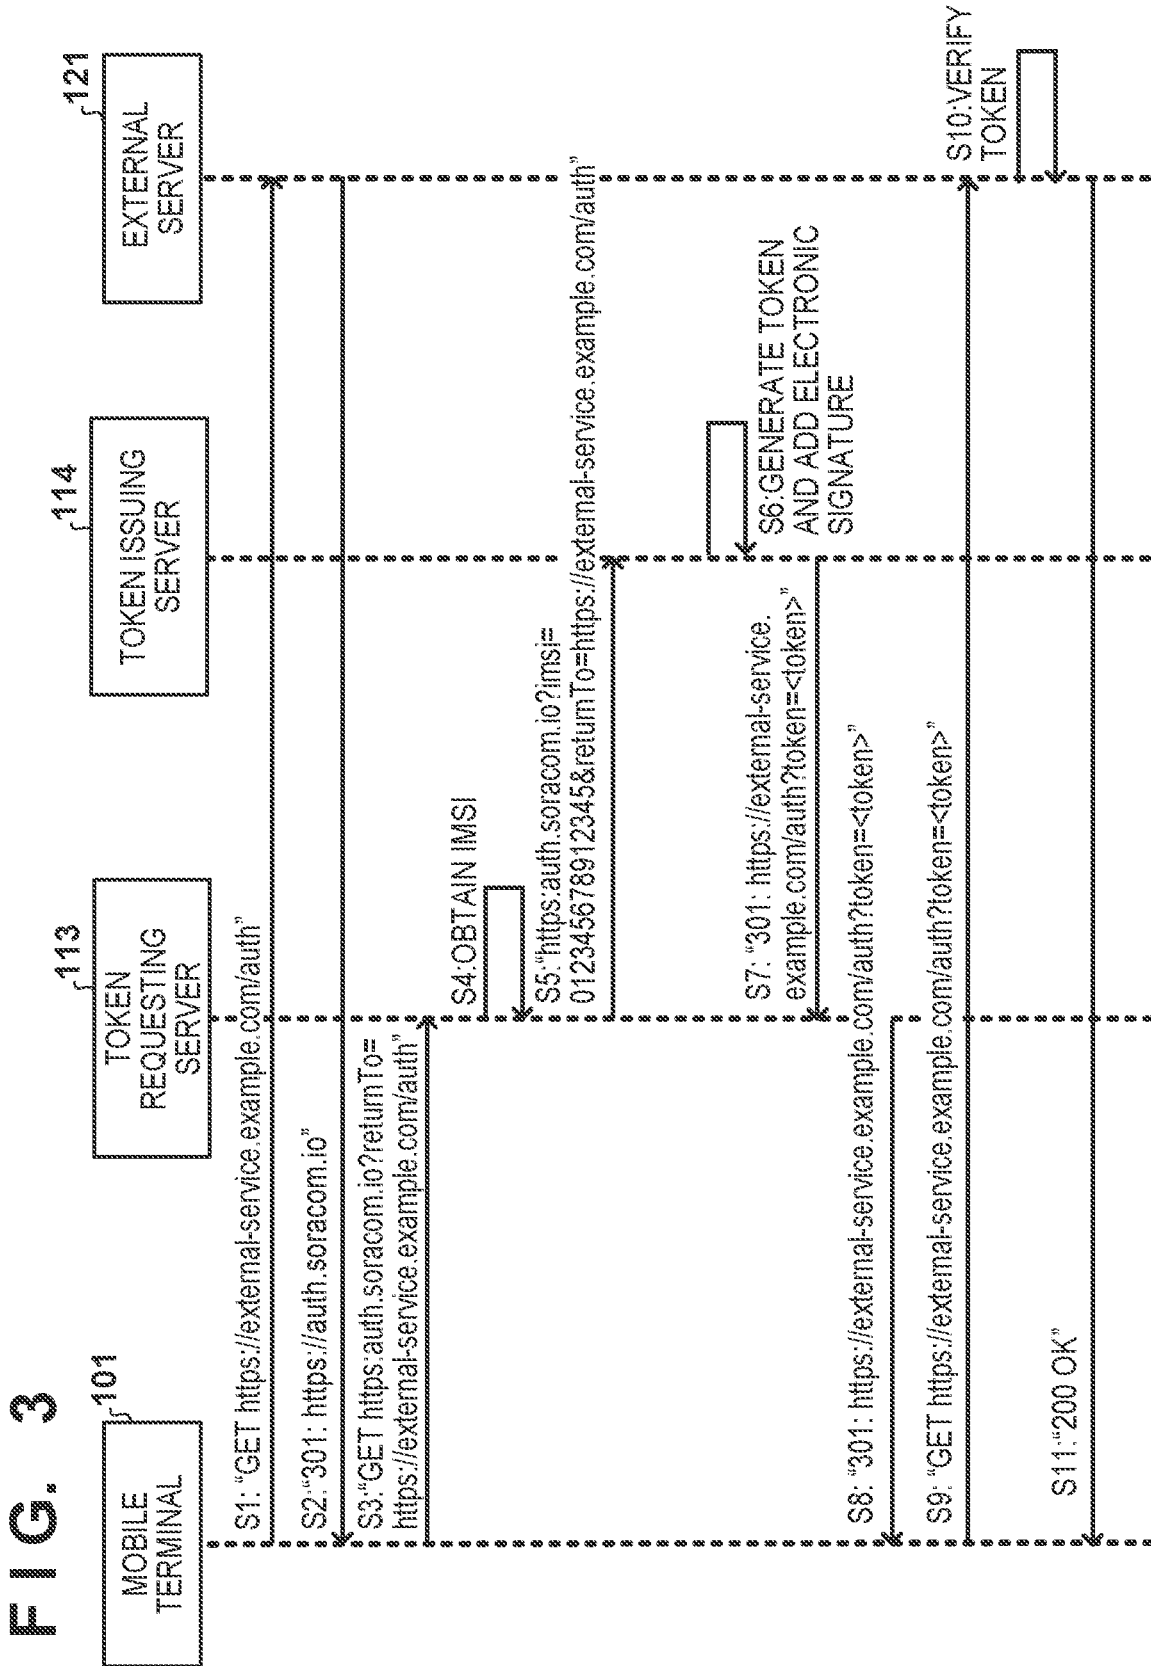 FIG. 3
101
MOBILE
TERMINAL
113
TOKEN
REQUESTING
SERVER
114
TOKEN ISSUING
SERVER
121
EXTERNAL
SERVER
S1: “GET https://external-service.example.com/auth”
S2:“301: https://auth.soracom.io”
S3:“GET https:auth.soracom.io?returnTo=
https://external-service.example.com/auth”
S4:OBTAIN IMSI
S5:“https:auth.soracom.io?imsi=
012345678912345&returnTo=https://external-service.example.com/auth”
S6:GENERATE TOKEN
AND ADD ELECTRONIC
SIGNATURE
S7: “301: https://external-service.
example.com/auth?token=<token>”
S8: “301: https://external-service.example.com/auth?token=<token>”
S9: “GET https://external-service.example.com/auth?token=<token>”
S10:VERIFY
TOKEN
S11:“200 OK”